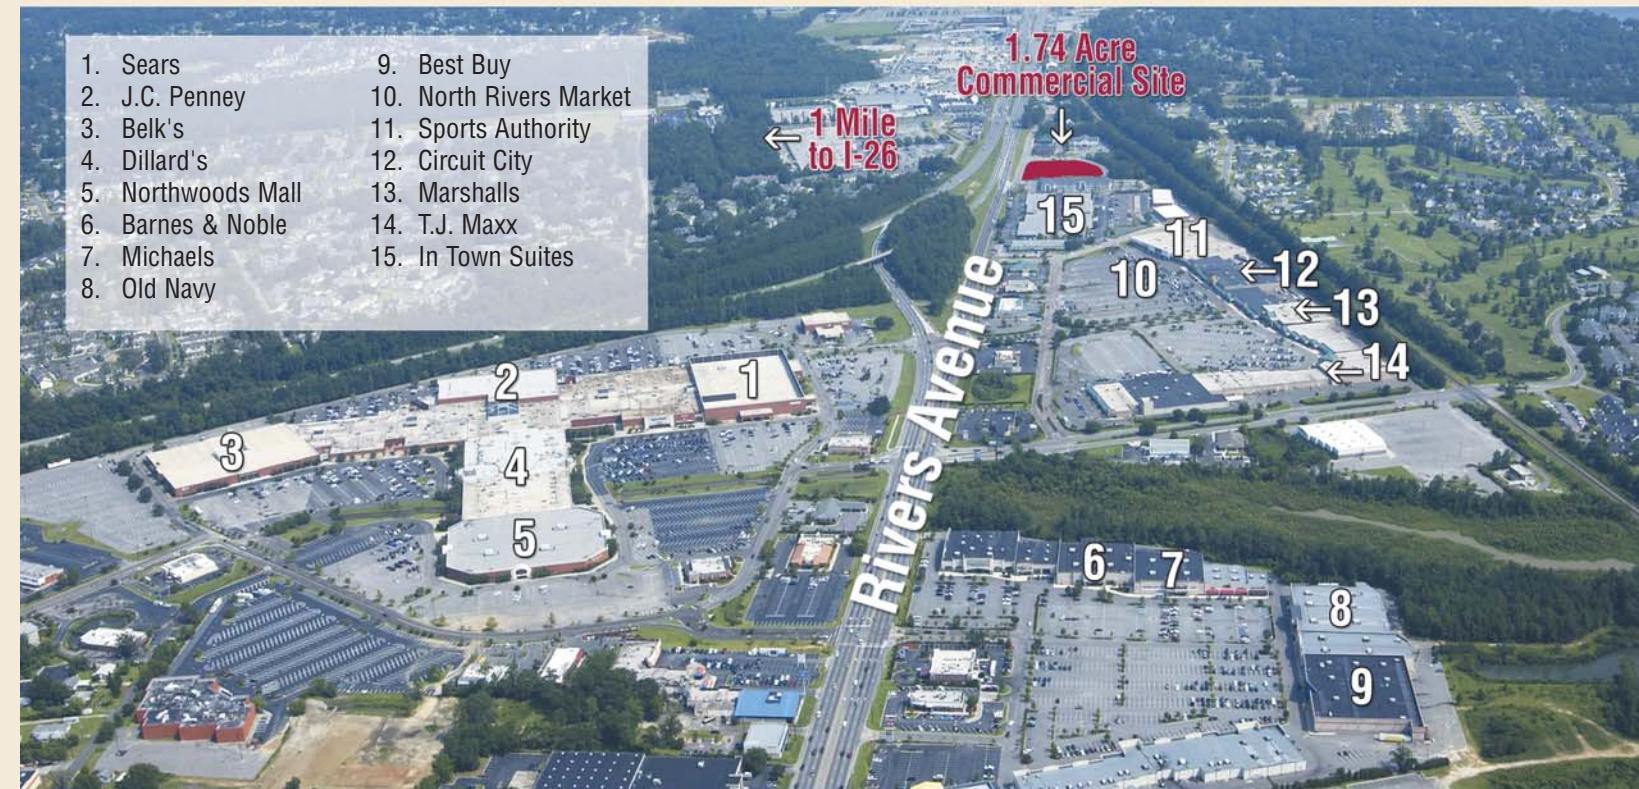 1. Sears
2. J.C. Penney
3. Belk's
4. Dillard's
5. Northwoods Mall
6. Barnes & Noble
7. Michaels
8. Old Navy
9. Best Buy
10. North Rivers Market
11. Sports Authority
12. Circuit City
13. Marshalls
14. T.J. Maxx
15. In Town Suites
1.74 Acre
Commercial Site
← 1 Mile
to I-26
15
11
10
←12
←13
←14
Rivers Avenue
2
1
3
4
5
6
7
8
9